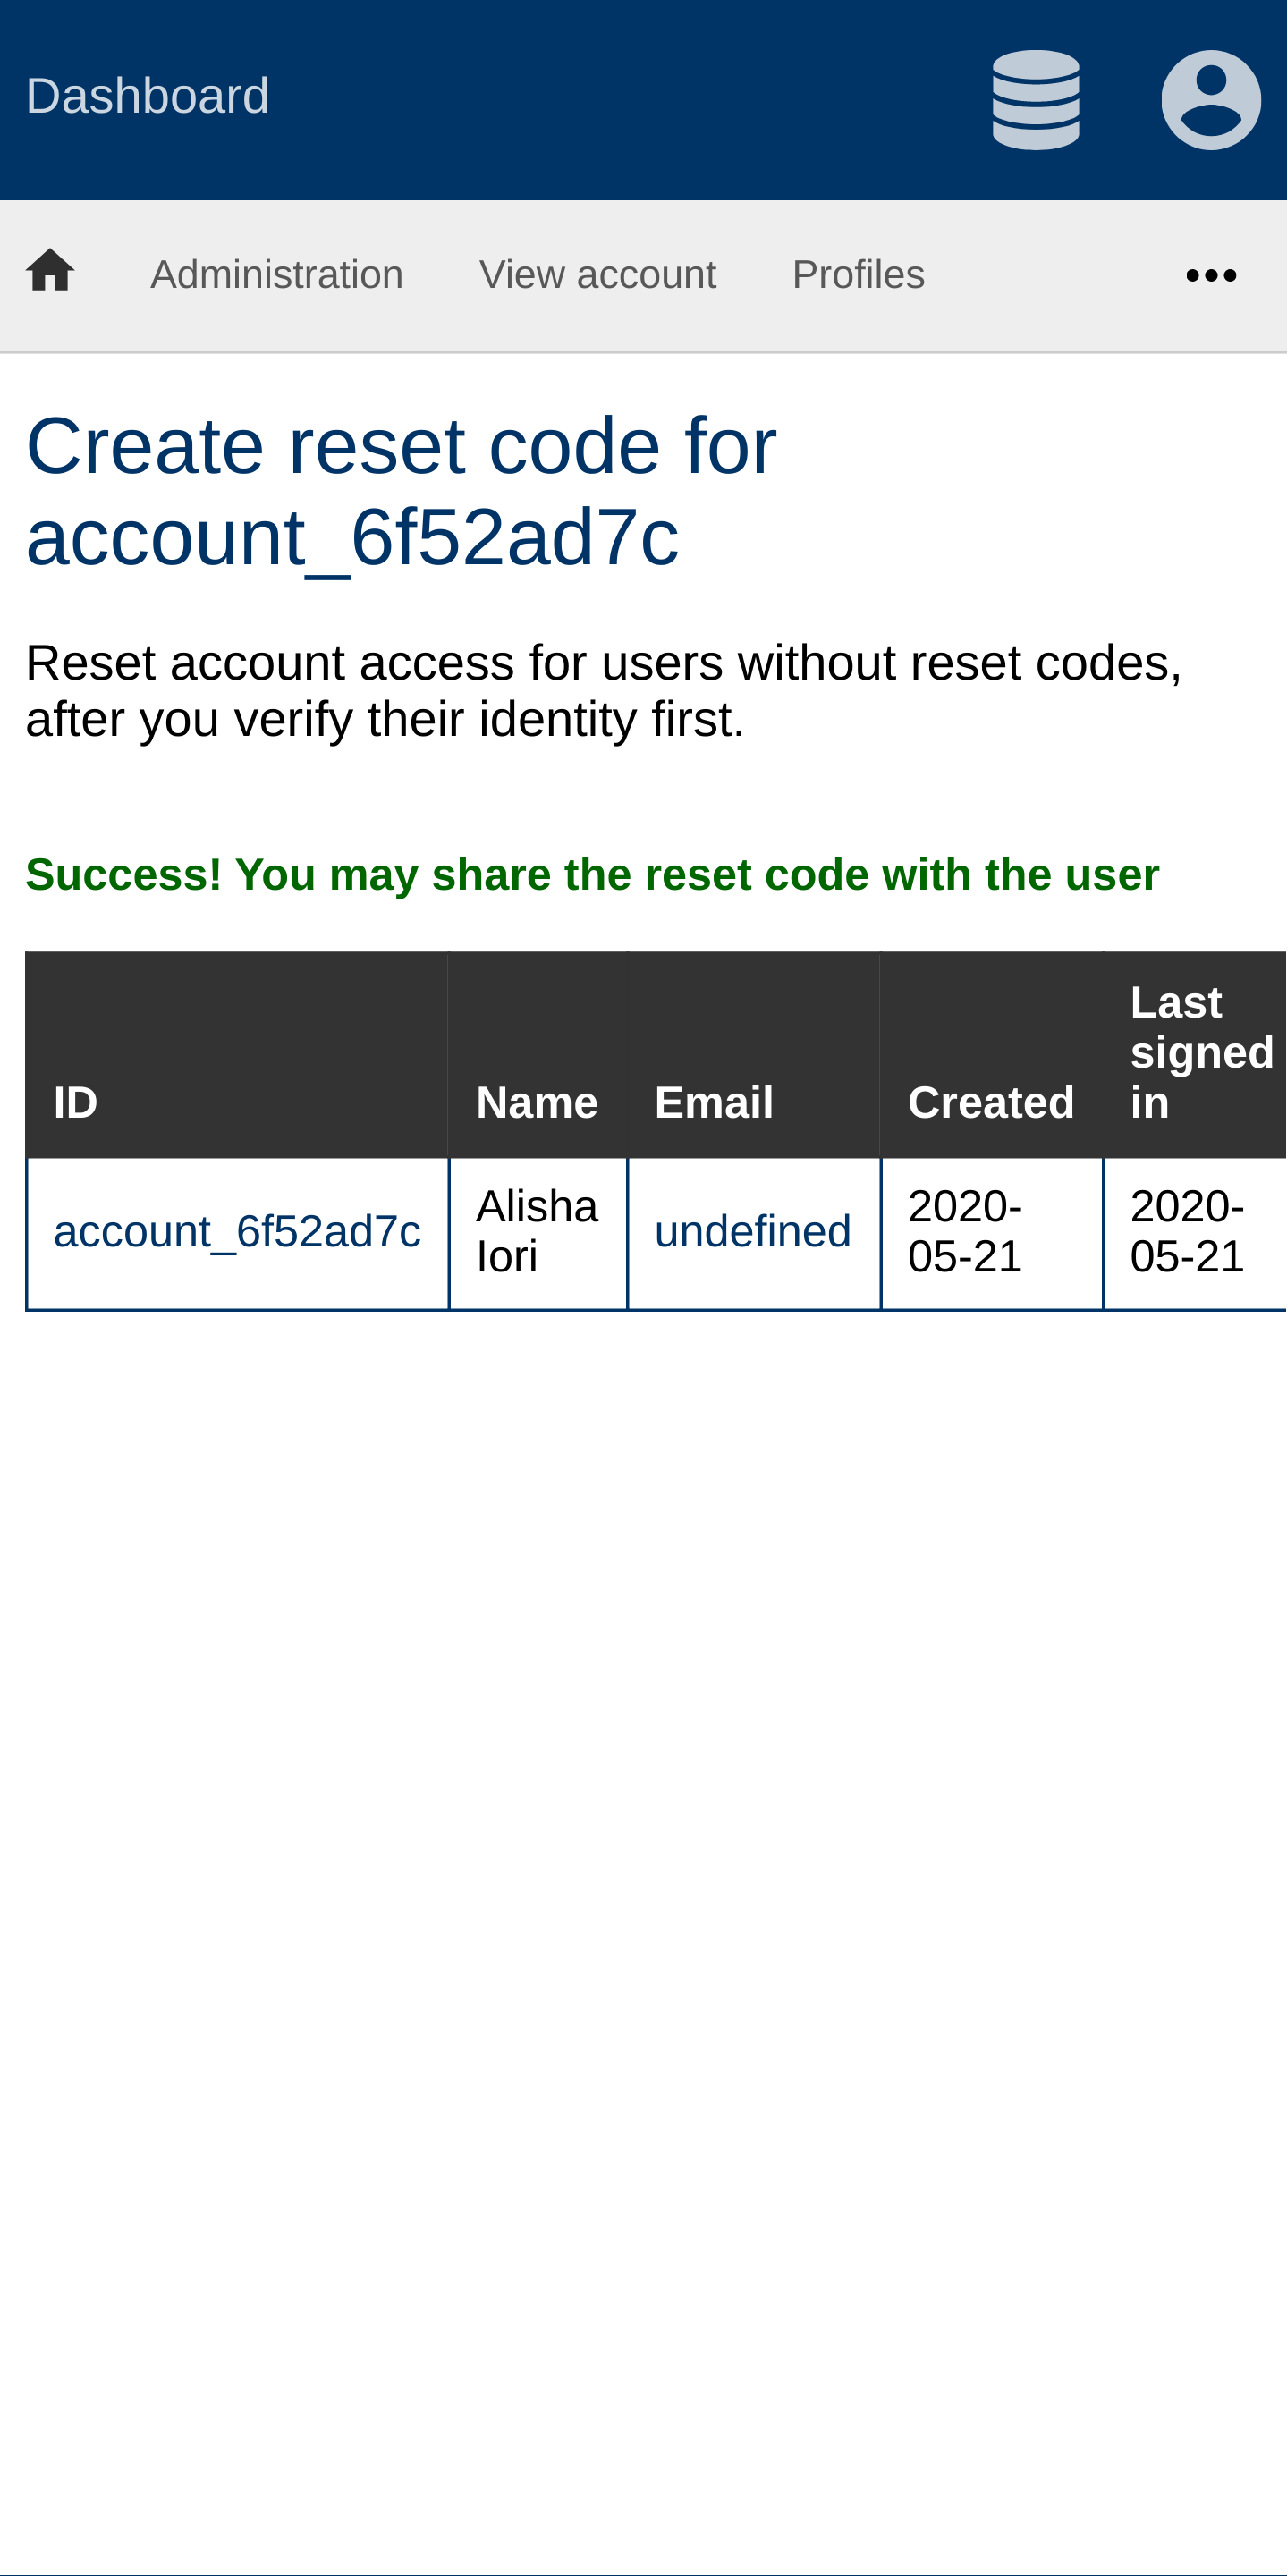 Dashboard
Administration View account Profiles
Create reset code for
account_6f52ad7c
Reset account access for users without reset codes,
after you verify their identity first.
Success! You may share the reset code with the user
ID Name Email Created Last signed in
account_6f52ad7c Alisha Iori undefined 2020-05-21 2020-05-21